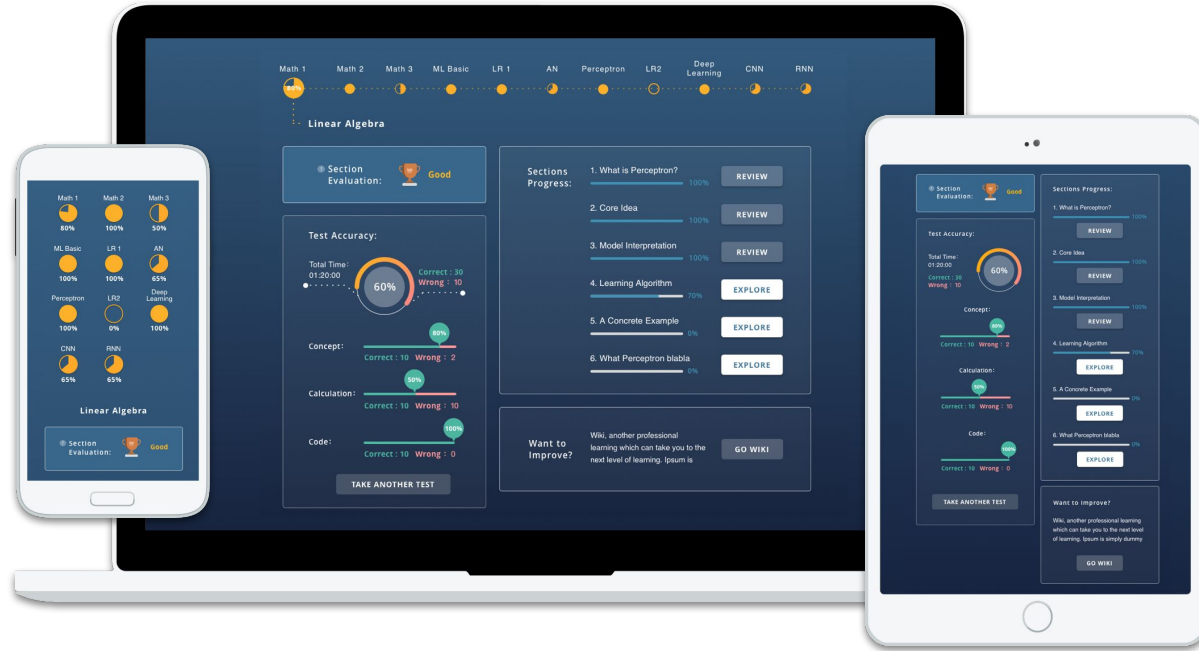 Math 1
Math 2
Math 3
ML Basic
LR 1
AN
Perceptron
LR2
Deep
Learning
CNN
RNN
80%
Linear Algebra
Section
Evaluation:
Good
Test Accuracy:
Total Time:
01:20:00
60%
Correct : 30
Wrong : 10
Concept:
80%
Correct : 10 Wrong : 2
Calculation:
50%
Correct : 10 Wrong : 10
Code:
100%
Correct : 10 Wrong : 0
TAKE ANOTHER TEST
Sections
Progress:
1. What is Perceptron?
100%
REVIEW
2. Core Idea
100%
REVIEW
3. Model Interpretation
100%
REVIEW
4. Learning Algorithm
70%
EXPLORE
5. A Concrete Example
0%
EXPLORE
6. What Perceptron blabla
0%
EXPLORE
Want to
Improve?
Wiki, another professional
learning which can take you to the
next level of learning. Ipsum is
GO WIKI
Math 1
Math 2
Math 3
80%
100%
50%
ML Basic
LR 1
AN
100%
100%
65%
Perceptron
LR2
Deep
Learning
100%
0%
100%
CNN
RNN
65%
65%
Linear Algebra
Section
Evaluation:
Good
Section
Evaluation:
Good
Test Accuracy:
Total Time:
01:20:00
Correct : 30
Wrong : 10
60%
Concept:
80%
Correct : 10 Wrong : 2
Calculation:
50%
Correct : 10 Wrong : 10
Code:
100%
Correct : 10 Wrong : 0
TAKE ANOTHER TEST
Sections Progress:
1. What is Perceptron?
100%
REVIEW
2. Core Idea
100%
REVIEW
3. Model Interpretation
100%
REVIEW
4. Learning Algorithm
70%
EXPLORE
5. A Concrete Example
0%
EXPLORE
6. What Perceptron blabla
0%
EXPLORE
Want to Improve?
Wiki, another professional learning
which can take you to the next level
of learning. Ipsum is simply dummy
GO WIKI